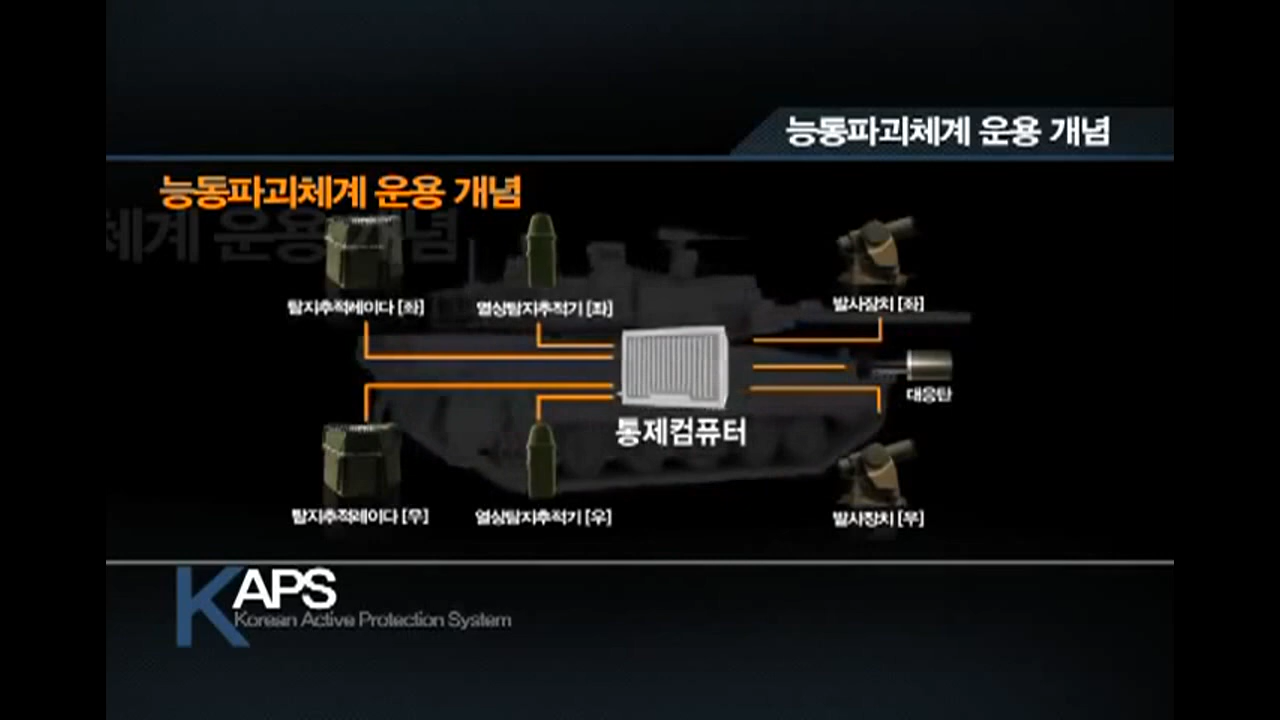 능동파괴체계 운용 개념
능동파괴체계 운용 개념
체계 운용 개념
탐지추적레이다 [좌]
열상탐지추적기 [좌]
발사장치 [좌]
대응탄
통제컴퓨터
탐지추적레이다 [우]
열상탐지추적기 [우]
발사장치 [우]
KAPS
Korean Active Protection System